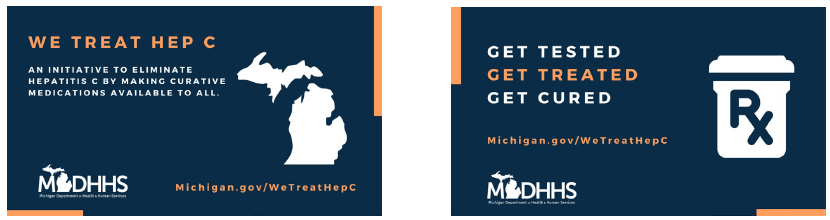 WE TREAT HEP C
AN INITIATIVE TO ELIMINATE
HEPATITIS C BY MAKING CURATIVE
MEDICATIONS AVAILABLE TO ALL.
MDHHS
Michigan Department of Health & Human Services
Michigan.gov/WeTreatHepC
GET TESTED
GET TREATED
GET CURED
Michigan.gov/WeTreatHepC
Rx
MDHHS
Michigan Department of Health & Human Services